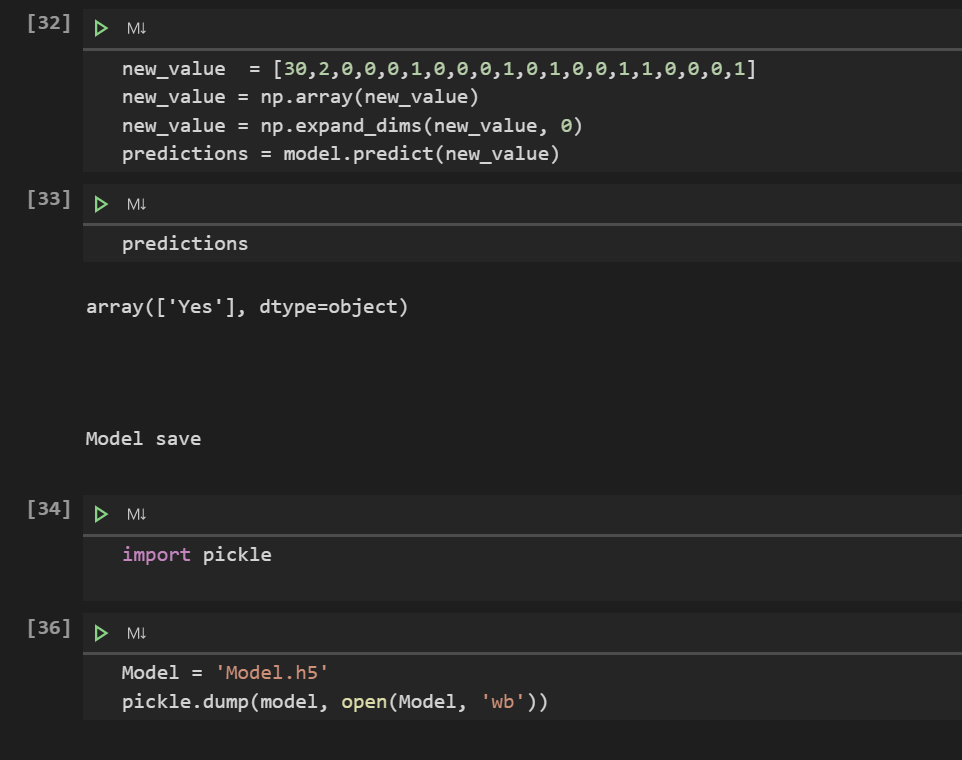 [32]
M↓
new_value  = [30,2,0,0,0,1,0,0,0,1,0,1,0,0,1,1,0,0,0,1]
new_value = np.array(new_value)
new_value = np.expand_dims(new_value, 0)
predictions = model.predict(new_value)
[33]
M↓
predictions
array(['Yes'], dtype=object)
Model save
[34]
M↓
import pickle
[36]
M↓
Model = 'Model.h5'
pickle.dump(model, open(Model, 'wb'))